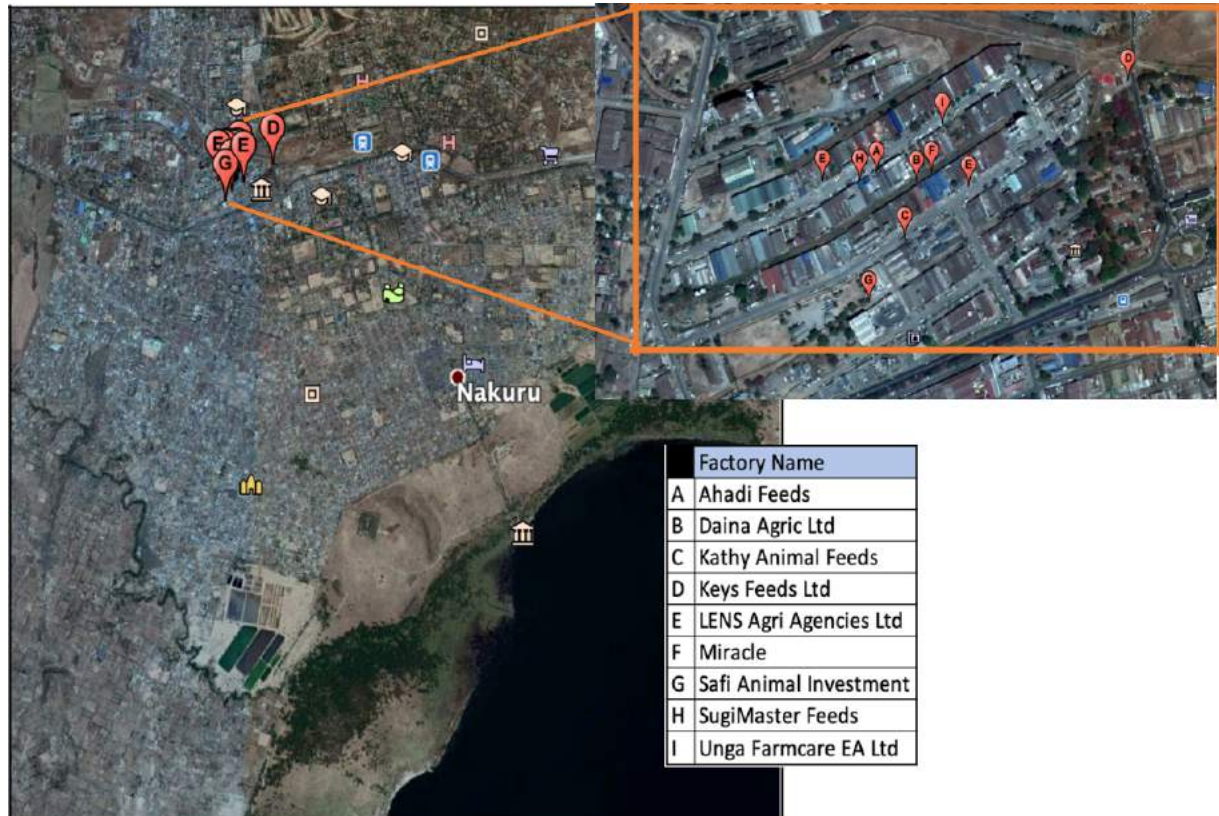 E
E
D
G
H
H
Nakuru
D
I
E
H
A
B
F
E
C
G
Factory Name
A Ahadi Feeds
B Daina Agric Ltd
C Kathy Animal Feeds
D Keys Feeds Ltd
E LENS Agri Agencies Ltd
F Miracle
G Safi Animal Investment
H SugiMaster Feeds
I Unga Farmcare EA Ltd